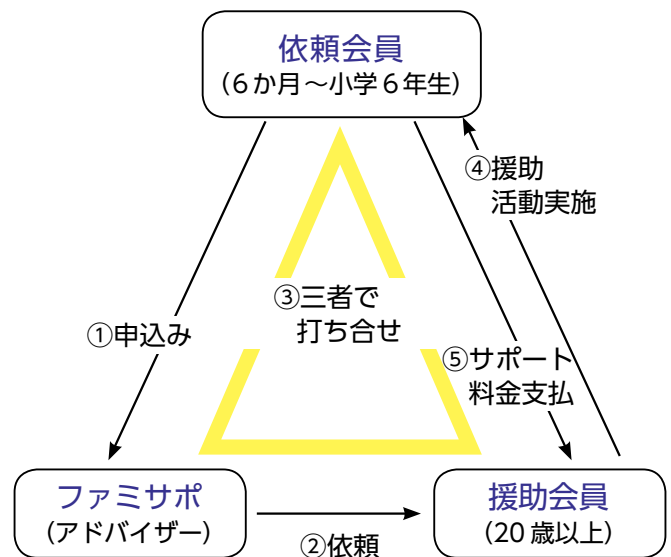 依頼会員
(6か月~小学6年生)
④援助
活動実施
③三者で
打ち合せ
①申込み
⑤サポート
料金支払
ファミサポ
(アドバイザー)
②依頼
援助会員
(20歳以上)